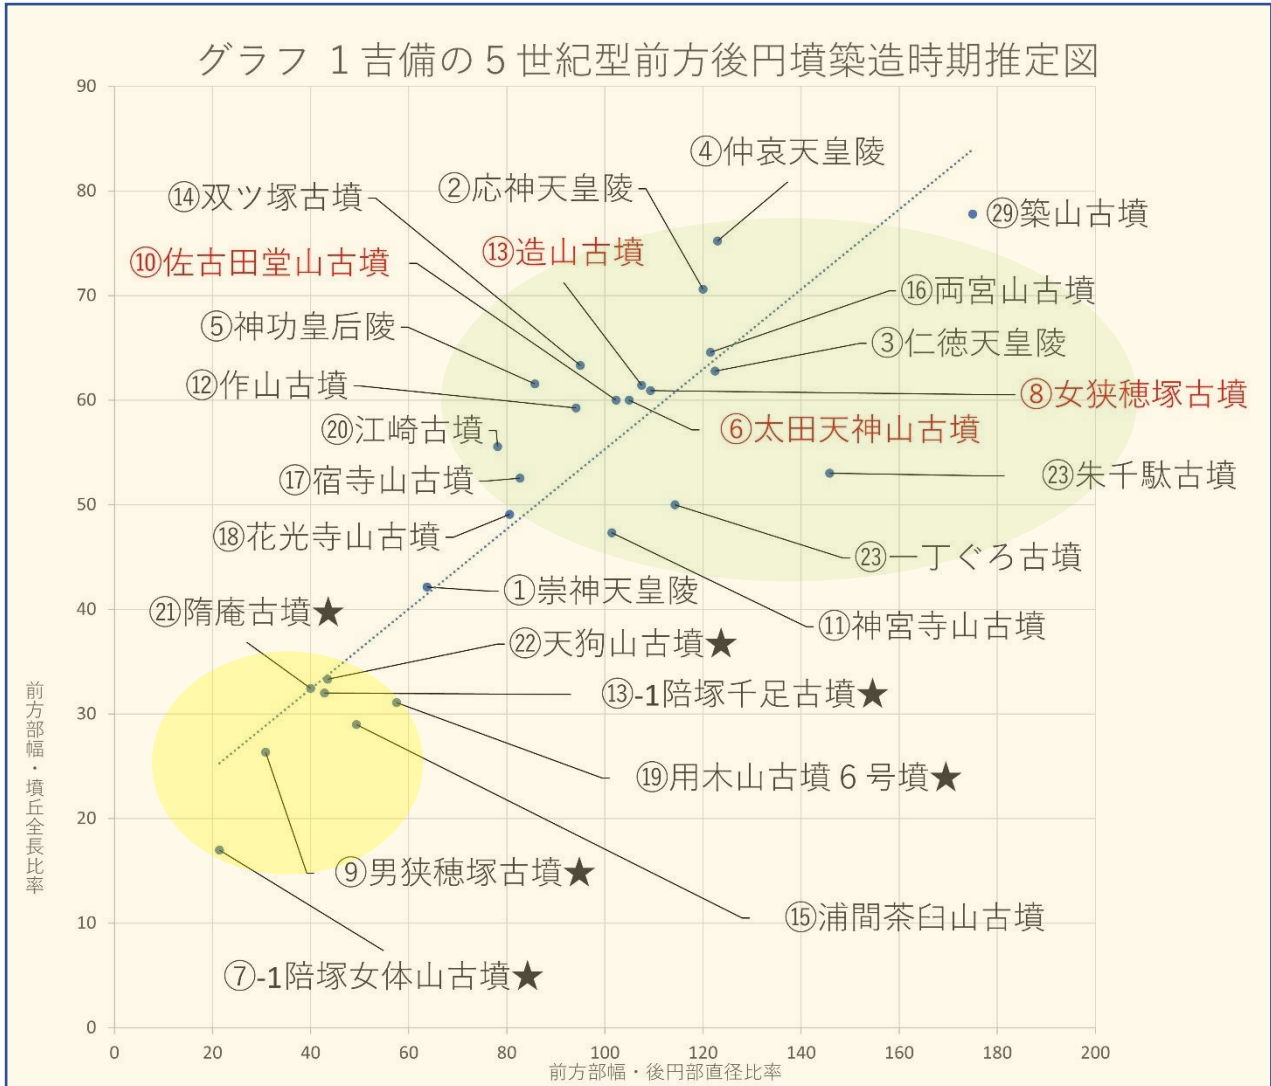 グラフ １吉備の５世紀型前方後円墳築造時期推定図
90
80
70
60
50
40
30
20
10
0
④仲哀天皇陵
②応神天皇陵
⑭双ツ塚古墳
㉙築山古墳
⑬造山古墳
⑩佐古田堂山古墳
⑯両宮山古墳
⑤神功皇后陵
③仁徳天皇陵
⑫作山古墳
⑧女狭穂塚古墳
⑳江崎古墳
⑥太田天神山古墳
⑰宿寺山古墳
㉓朱千駄古墳
⑱花光寺山古墳
㉓一丁ぐろ古墳
①崇神天皇陵
㉑隋庵古墳★
⑪神宮寺山古墳
㉒天狗山古墳★
⑬-1陪塚千足古墳★
⑲用木山古墳６号墳★
⑨男狭穂塚古墳★
⑮浦間茶臼山古墳
⑦-1陪塚女体山古墳★
前方部幅・墳丘全長比率
0 20 40 60 80 100 120 140 160 180 200
前方部幅・後円部直径比率